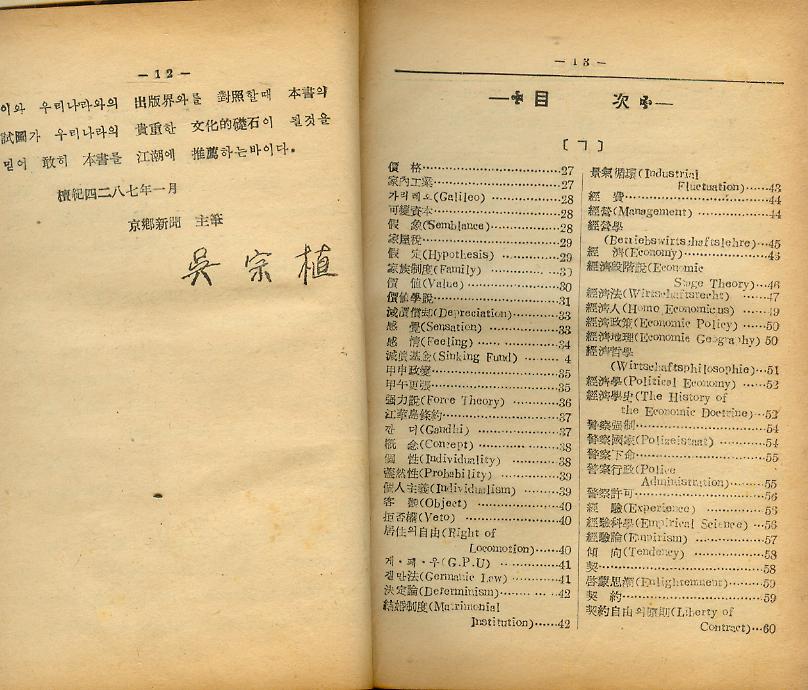 — 12 —
이와 우리나라와의 出版界와를 對照할때 本書의
試圖가 우리나라의 貴重한 文化的礎石이 될것을
믿어 敢히 本書를 江湖에 推薦하는바이다.
檀紀四二八七年一月
京鄕新聞 主筆
吳宗植
— 13 —
目 次
〔ㄱ〕
價 格……27
家內工業……27
가리레오(Galileo)……28
可變資本……28
假 象(Semblance)……28
家屋稅……29
假 定(Hypothesis)……29
家族制度(Family)……30
價 値(Value)……30
價値學說……31
減價償却(Depreciation)……33
感 覺(Sensation)……33
感 情(Feeling)……34
減債基金(Sinking Fund)…… 4
甲申政變……35
甲午更張……35
强力說(Force Theory)……36
江華島條約……37
깐 디(Gandhi)……37
槪 念(Concept)……38
個 性(Individuality)……38
蓋然性(Probability)……39
個人主義(Individualism)……39
客 觀(Object)……40
拒否權(Veto)……40
居住의自由(Right of
Locomotion)……40
게・페・우(G.P.U)……41
겔만法(Germanic Law)……41
決定論(Determinism)……42
結婚制度(Matrimonial
Institution)……42
景氣循環(Industrial
Fluctuation)……43
經 費……44
經營(Management)……44
經營學
(Betriebswirtschaftslehre)…45
經 濟(Economy)……45
經濟段階說(Economic
Stage Theory)…46
經濟法(Wirtschaftsrecht)……47
經濟人(Homo Economicus)……49
經濟政策(Economic Policy)……50
經濟地理(Economic Geography) 50
經濟哲學
(Wirtschaftsphilosophie)…51
經濟學(Political Economy)……52
經濟學史(The History of
the Economic Doctrine)…52
警察强制……54
警察國家(Polizeistaat)……54
警察下命……55
警察行政(Police
Administration)……55
警察許可……56
經 驗(Experience)……56
經驗科學(Empirical Science)…56
經驗論(Empirism)……57
傾 向(Tendency)……58
契……58
啓蒙思潮(Enlightenment)……59
契 約……59
契約自由의原則(Liberty of
Contract)…60